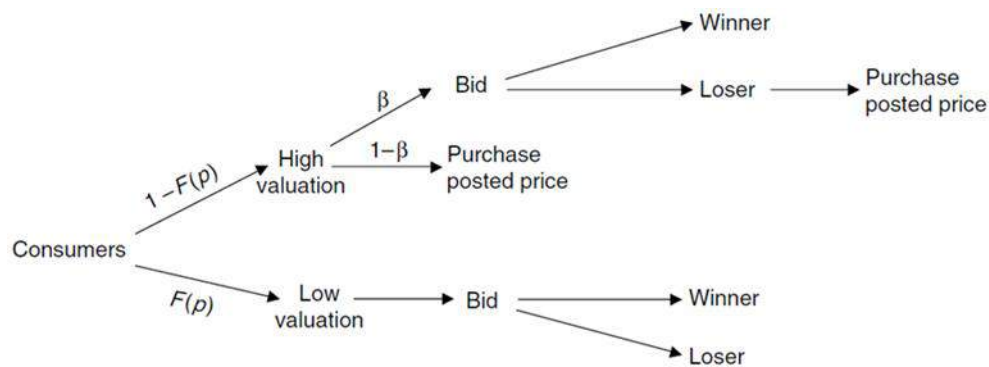 Winner
Bid
Loser
Purchase
posted price
β
High
valuation
1−β
Purchase
posted price
1−F(p)
Consumers
F(p)
Low
valuation
Bid
Winner
Loser